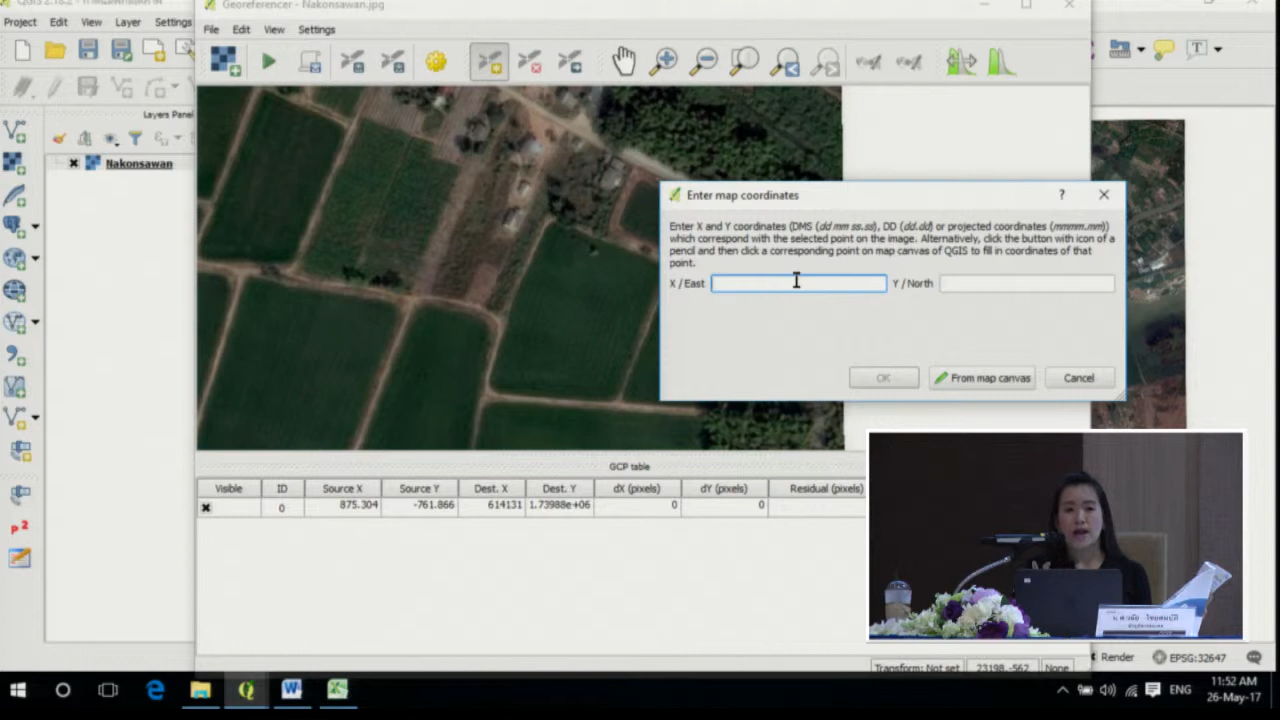 Georeferencer - Nakonsawan.jpg
Project Edit View Layer Settings
File Edit View Settings
T
Layers Panel
Nakonsawan
Enter map coordinates
? 
Enter X and Y coordinates (DMS (dd mm ss.ss), DD (dd.dd) or projected coordinates (mmmm.mm))
which correspond with the selected point on the image. Alternatively, click the button with icon of a
pencil and then click a corresponding point on map canvas of QGIS to fill in coordinates of that
point.
X / East Y / North
OK From map canvas Cancel
GCP table
Visible ID Source X Source Y Dest. X Dest. Y dX (pixels) dY (pixels) Residual (pixels)
0 875.304 -761.866 614131 1.73988e+06 0 0
Transform: Not set 23198,-562 None
Render EPSG:32647
ENG
11:52 AM
26-May-17